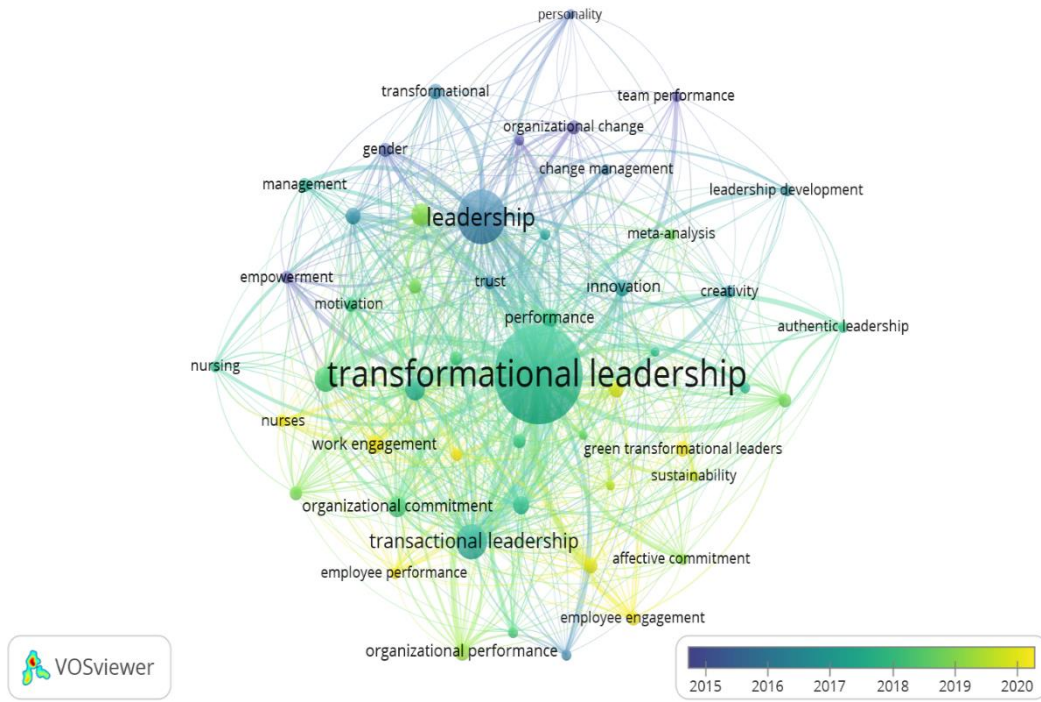 personality
transformational
team performance
organizational change
gender
change management
management
leadership development
leadership
meta-analysis
empowerment
trust
innovation
creativity
motivation
performance
authentic leadership
nursing
transformational leadership
nurses
work engagement
green transformational leaders
sustainability
organizational commitment
transactional leadership
affective commitment
employee performance
employee engagement
organizational performance
VOSviewer
2015 2016 2017 2018 2019 2020